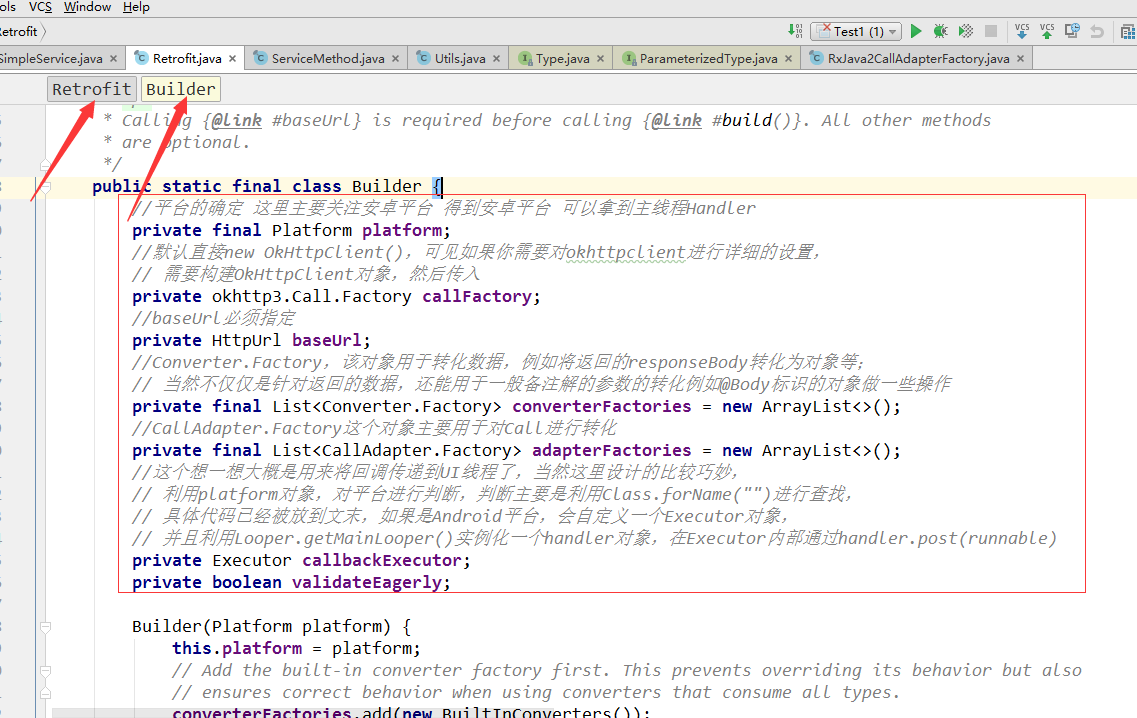 ols VCS Window Help
etrofit
Test1 (1)
VCS VCS
SimpleService.java Retrofit.java ServiceMethod.java Utils.java Type.java ParameterizedType.java RxJava2CallAdapterFactory.java
Retrofit Builder
* Calling {@link #baseUrl} is required before calling {@link #build()}. All other methods
* are optional.
*/
public static final class Builder {
//平台的确定 这里主要关注安卓平台 得到安卓平台 可以拿到主线程Handler
private final Platform platform;
//默认直接new OkHttpClient(), 可见如果你需要对okhttpclient进行详细的设置,
// 需要构建OkHttpClient对象, 然后传入
private okhttp3.Call.Factory callFactory;
//baseUrl必须指定
private HttpUrl baseUrl;
//Converter.Factory, 该对象用于转化数据, 例如将返回的responseBody转化为对象等;
// 当然不仅仅是针对返回的数据, 还能用于一般备注解的参数的转化例如@Body标识的对象做一些操作
private final List<Converter.Factory> converterFactories = new ArrayList<>();
//CallAdapter.Factory这个对象主要用于对Call进行转化
private final List<CallAdapter.Factory> adapterFactories = new ArrayList<>();
//这个想一想大概是用来将回调传递到UI线程了, 当然这里设计的比较巧妙,
// 利用platform对象, 对平台进行判断, 判断主要是利用Class.forName("")进行查找,
// 具体代码已经被放到文末, 如果是Android平台, 会自定义一个Executor对象,
// 并且利用Looper.getMainLooper()实例化一个handler对象, 在Executor内部通过handler.post(runnable)
private Executor callbackExecutor;
private boolean validateEagerly;
Builder(Platform platform) {
this.platform = platform;
// Add the built-in converter factory first. This prevents overriding its behavior but also
// ensures correct behavior when using converters that consume all types.
converterFactories.add(new BuiltInConverters());